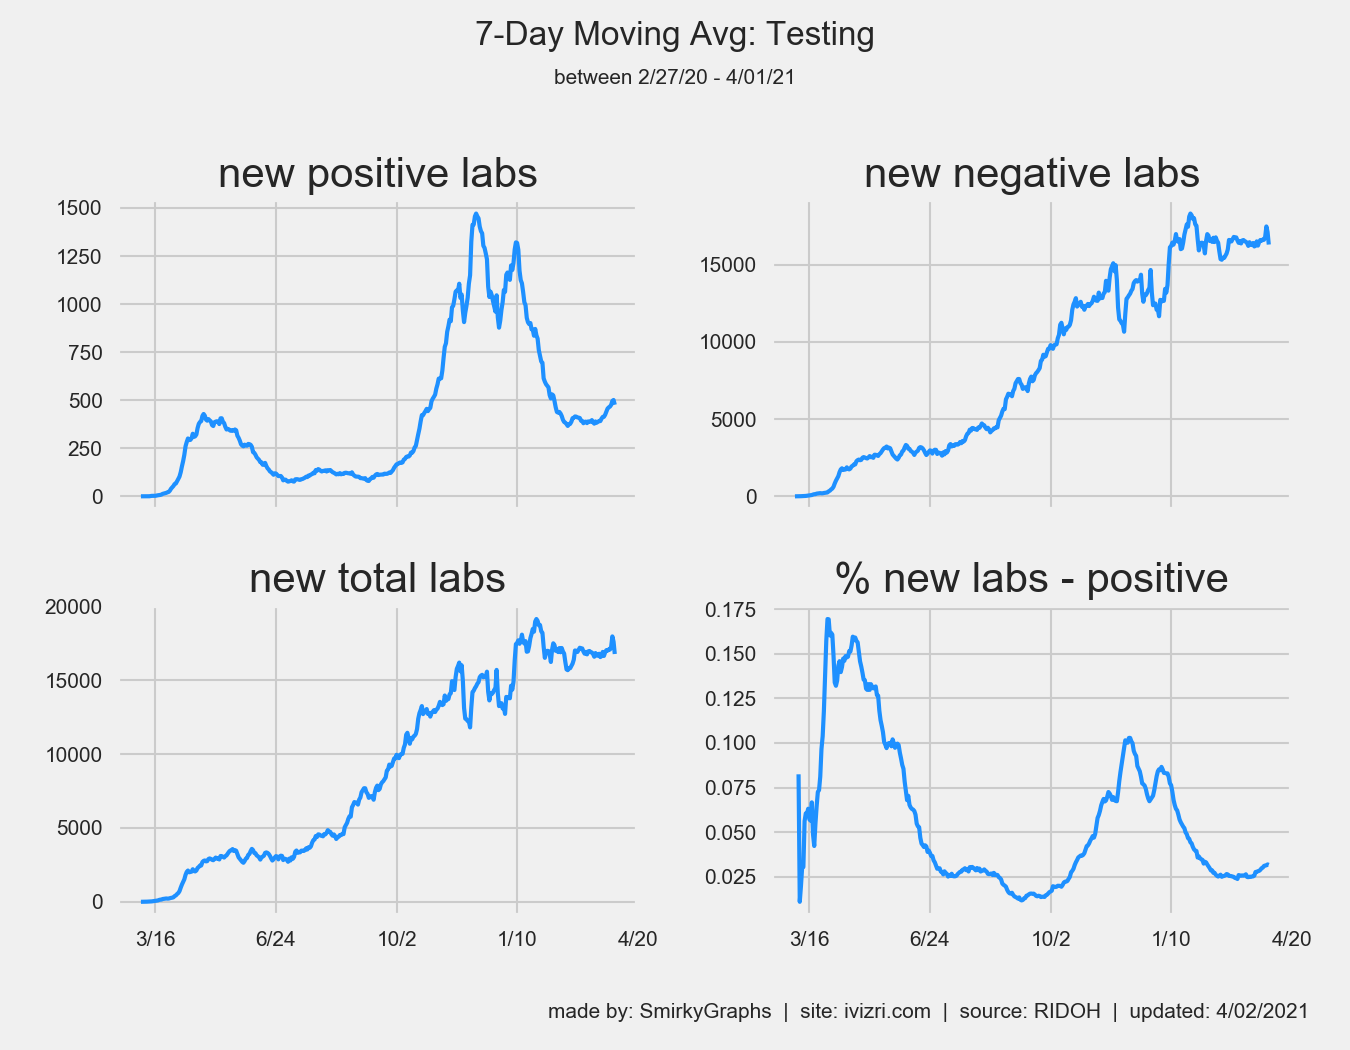 7-Day Moving Avg: Testing
between 2/27/20 - 4/01/21
new positive labs
1500
1250
1000
750
500
250
0
new negative labs
15000
10000
5000
0
new total labs
20000
15000
10000
5000
0
3/16 6/24 10/2 1/10 4/20
% new labs - positive
0.175
0.150
0.125
0.100
0.075
0.050
0.025
3/16 6/24 10/2 1/10 4/20
made by: SmirkyGraphs | site: ivizri.com | source: RIDOH | updated: 4/02/2021